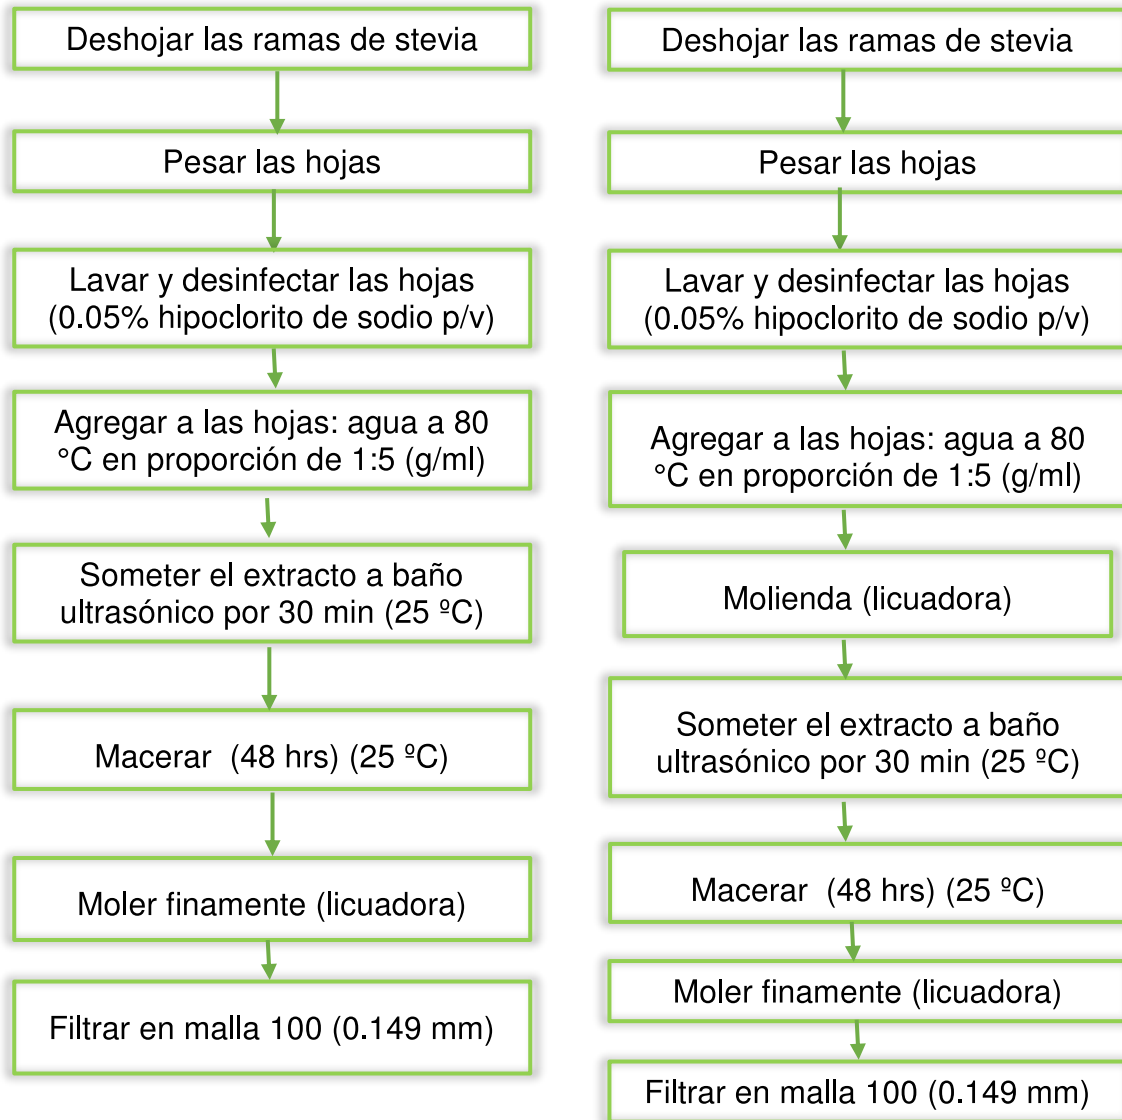 Deshojar las ramas de stevia
Pesar las hojas
Lavar y desinfectar las hojas
(0.05% hipoclorito de sodio p/v)
Agregar a las hojas: agua a 80
°C en proporción de 1:5 (g/ml)
Someter el extracto a baño
ultrasónico por 30 min (25 ºC)
Macerar (48 hrs) (25 ºC)
Moler finamente (licuadora)
Filtrar en malla 100 (0.149 mm)
Deshojar las ramas de stevia
Pesar las hojas
Lavar y desinfectar las hojas
(0.05% hipoclorito de sodio p/v)
Agregar a las hojas: agua a 80
°C en proporción de 1:5 (g/ml)
Molienda (licuadora)
Someter el extracto a baño
ultrasónico por 30 min (25 ºC)
Macerar (48 hrs) (25 ºC)
Moler finamente (licuadora)
Filtrar en malla 100 (0.149 mm)